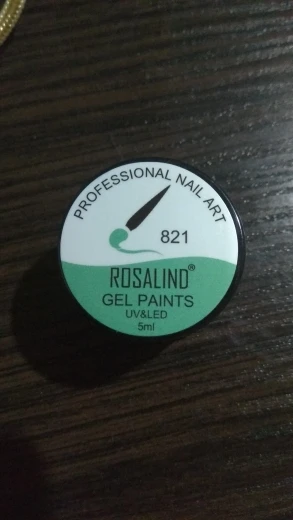 PROFESSIONAL NAIL ART
821
ROSALIND®
GEL PAINTS
UV&LED
5ml